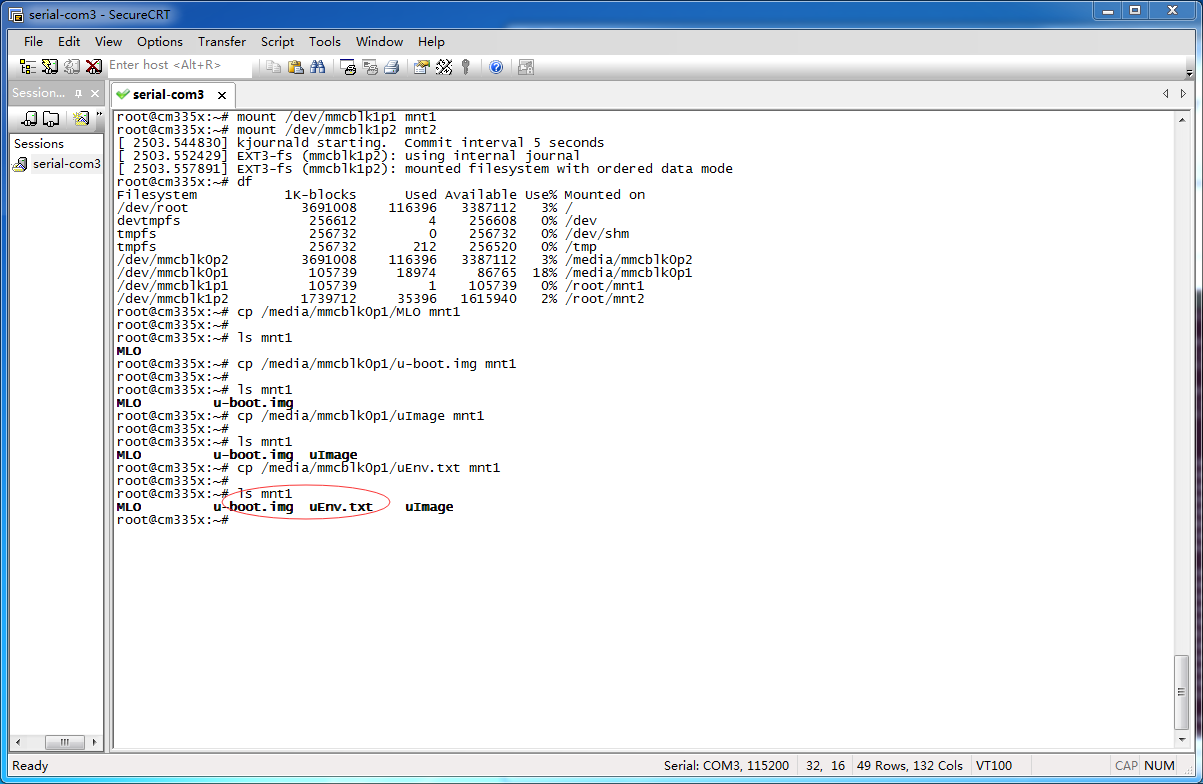 serial-com3 - SecureCRT
File Edit View Options Transfer Script Tools Window Help
Enter host <Alt+R>
Session...
serial-com3
Sessions
serial-com3
root@cm335x:~# mount /dev/mmcblk1p1 mnt1
root@cm335x:~# mount /dev/mmcblk1p2 mnt2
[ 2503.544830] kjournald starting.  Commit interval 5 seconds
[ 2503.552429] EXT3-fs (mmcblk1p2): using internal journal
[ 2503.557891] EXT3-fs (mmcblk1p2): mounted filesystem with ordered data mode
root@cm335x:~# df
Filesystem           1K-blocks      Used Available Use% Mounted on
/dev/root              3691008    116396   3387112   3% /
devtmpfs                256612         4    256608   0% /dev
tmpfs                   256732         0    256732   0% /dev/shm
tmpfs                   256732       212    256520   0% /tmp
/dev/mmcblk0p2         3691008    116396   3387112   3% /media/mmcblk0p2
/dev/mmcblk0p1          105739     18974     86765  18% /media/mmcblk0p1
/dev/mmcblk1p1          105739         1    105739   0% /root/mnt1
/dev/mmcblk1p2         1739712     35396   1615940   2% /root/mnt2
root@cm335x:~# cp /media/mmcblk0p1/MLO mnt1
root@cm335x:~#
root@cm335x:~# ls mnt1
MLO
root@cm335x:~# cp /media/mmcblk0p1/u-boot.img mnt1
root@cm335x:~#
root@cm335x:~# ls mnt1
MLO         u-boot.img
root@cm335x:~# cp /media/mmcblk0p1/uImage mnt1
root@cm335x:~#
root@cm335x:~# ls mnt1
MLO         u-boot.img  uImage
root@cm335x:~# cp /media/mmcblk0p1/uEnv.txt mnt1
root@cm335x:~#
root@cm335x:~# ls mnt1
MLO         u-boot.img  uEnv.txt    uImage
root@cm335x:~#
Ready Serial: COM3, 115200 32, 16 49 Rows, 132 Cols VT100 CAP NUM